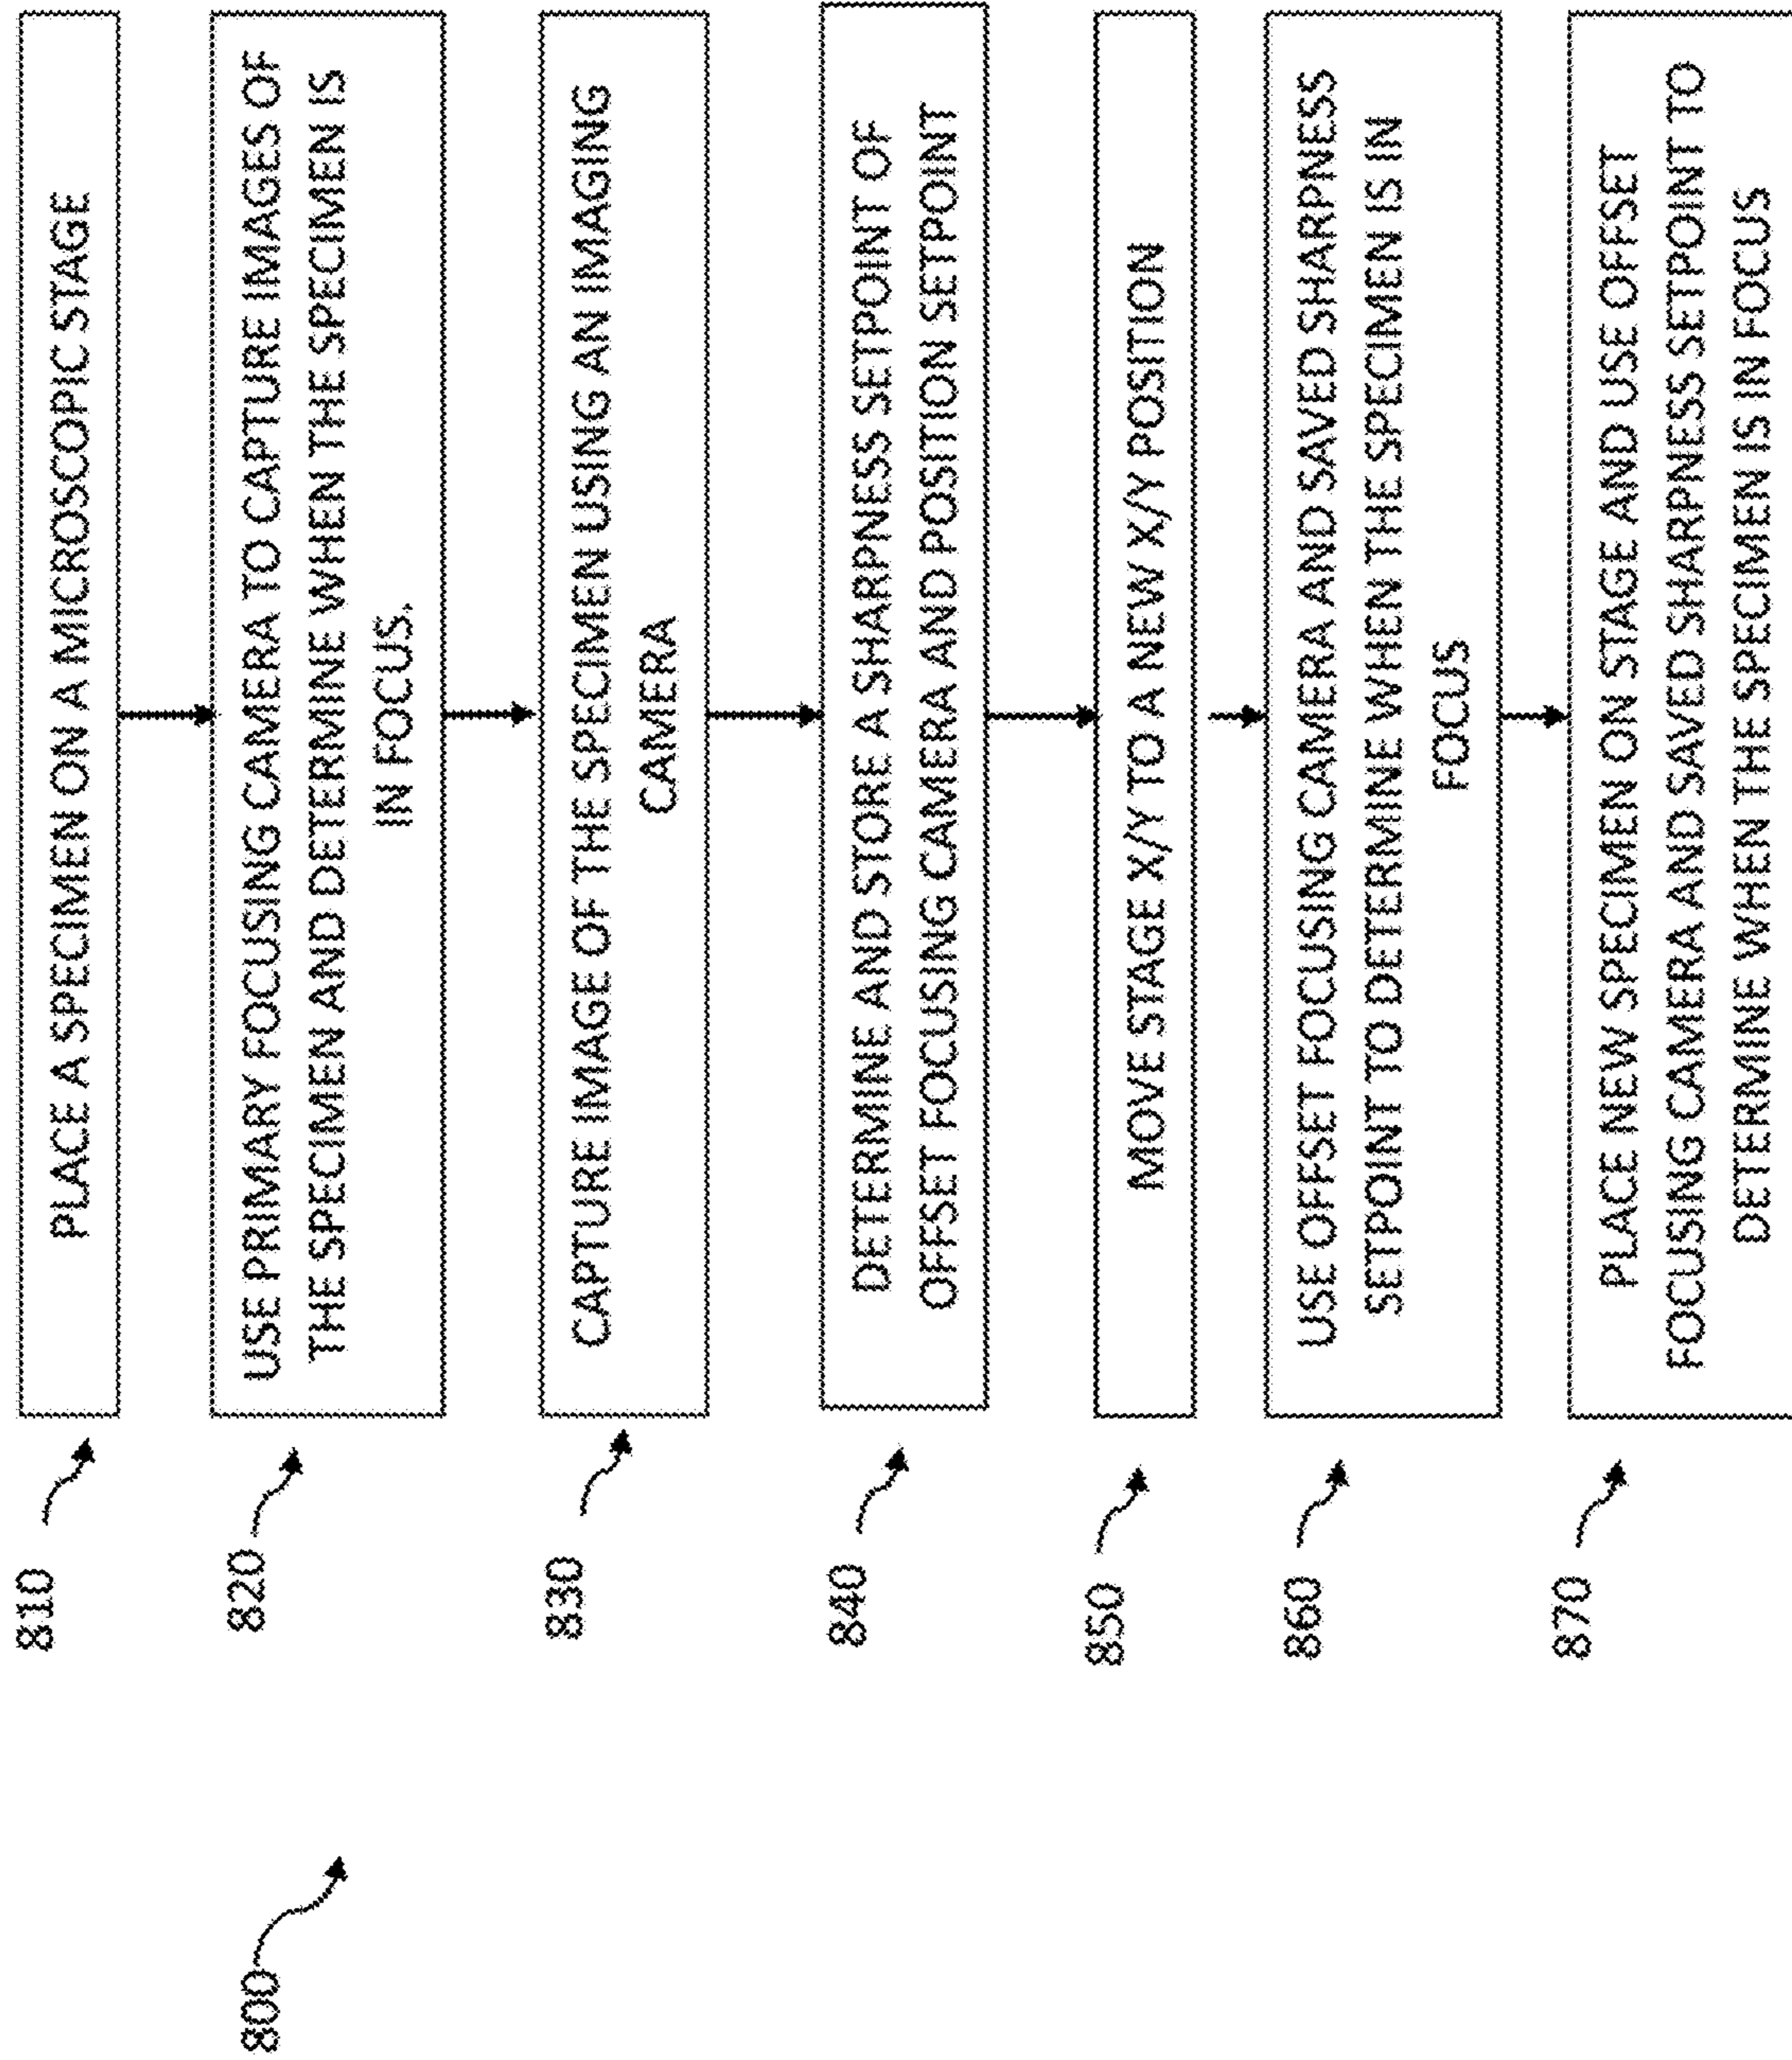 800
810
PLACE A SPECIMEN ON A MICROSCOPIC STAGE
820
USE PRIMARY FOCUSING CAMERA TO CAPTURE IMAGES OF
THE SPECIMEN AND DETERMINE WHEN THE SPECIMEN IS
IN FOCUS.
830
CAPTURE IMAGE OF THE SPECIMEN USING AN IMAGING
CAMERA
840
DETERMINE AND STORE A SHARPNESS SETPOINT OF
OFFSET FOCUSING CAMERA AND POSITION SETPOINT
850
MOVE STAGE X/Y TO A NEW X/Y POSITION
860
USE OFFSET FOCUSING CAMERA AND SAVED SHARPNESS
SETPOINT TO DETERMINE WHEN THE SPECIMEN IS IN
FOCUS
870
PLACE NEW SPECIMEN ON STAGE AND USE OFFSET
FOCUSING CAMERA AND SAVED SHARPNESS SETPOINT TO
DETERMINE WHEN THE SPECIMEN IS IN FOCUS